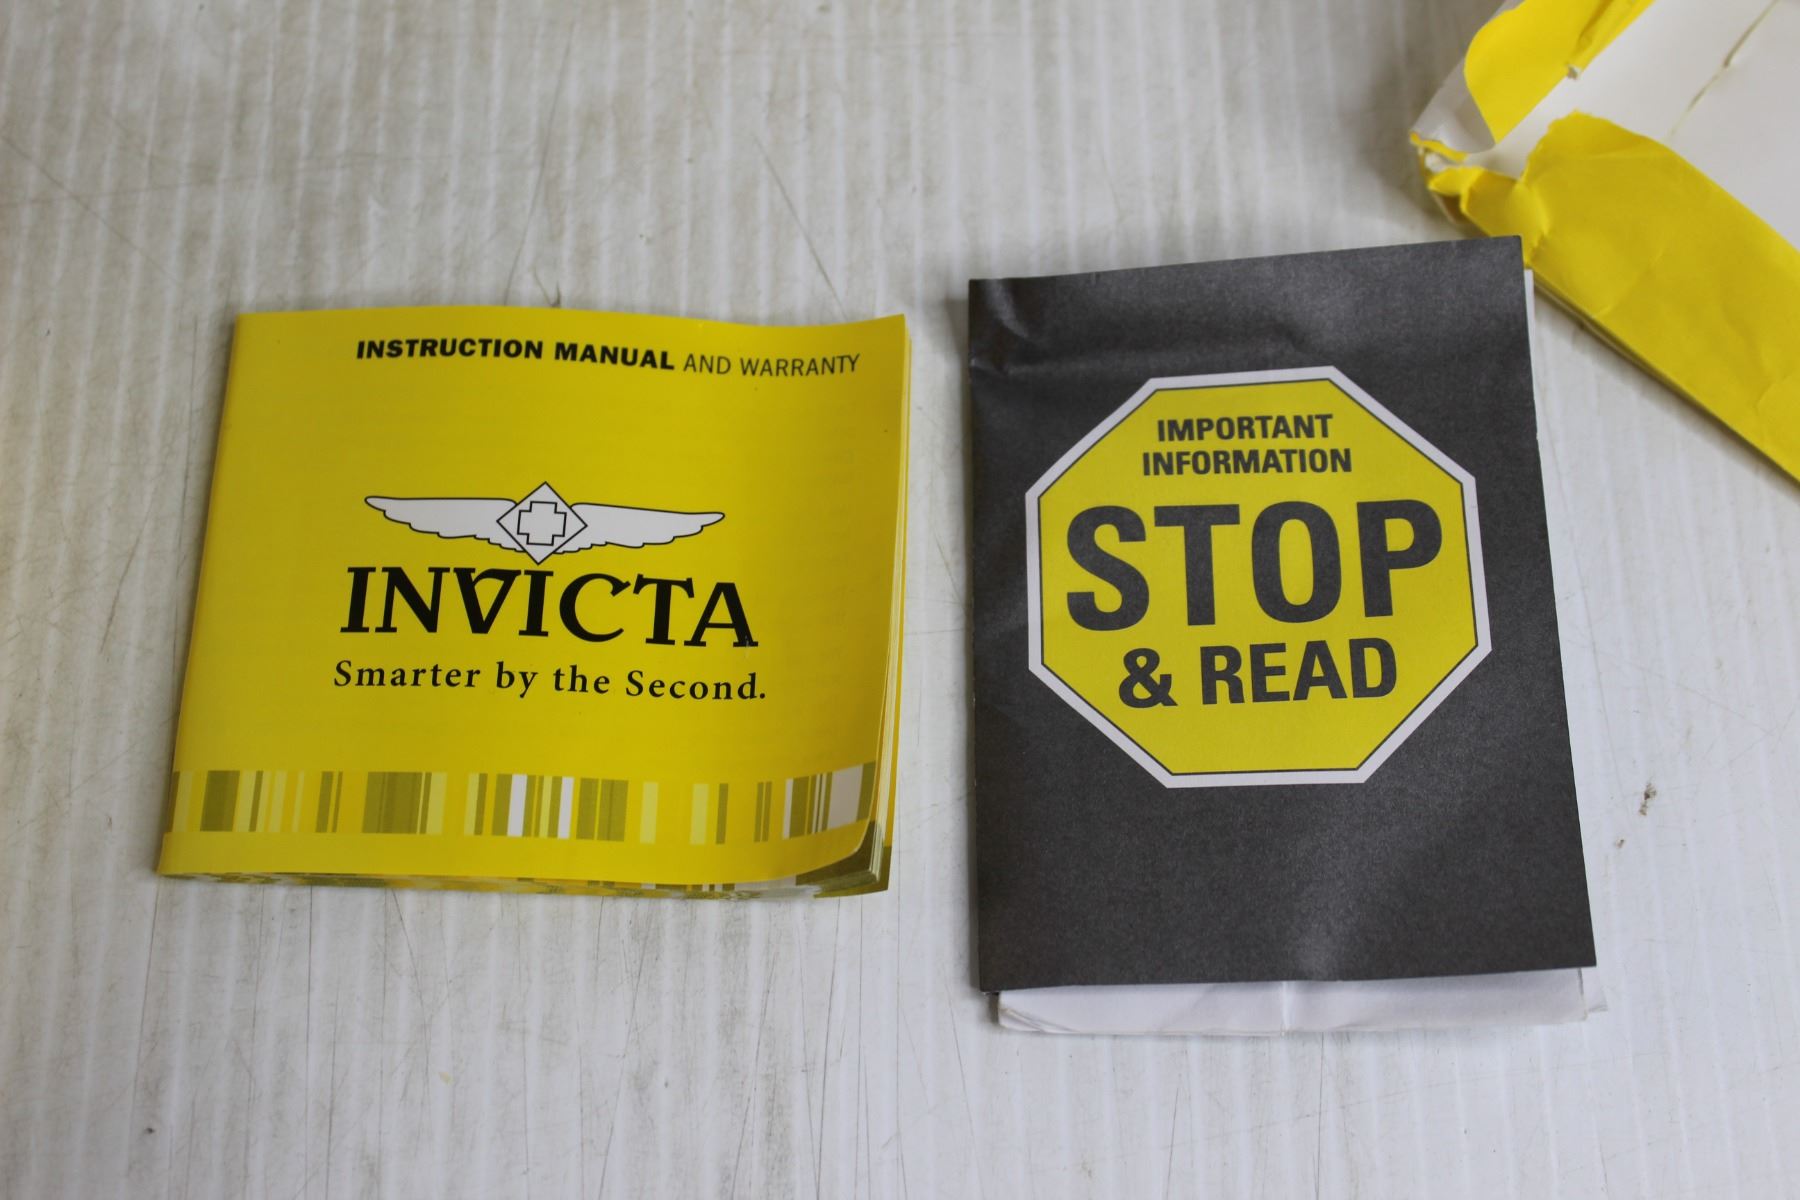 INSTRUCTION MANUAL AND WARRANTY
INVICTA
Smarter by the Second.
IMPORTANT
INFORMATION
STOP
& READ